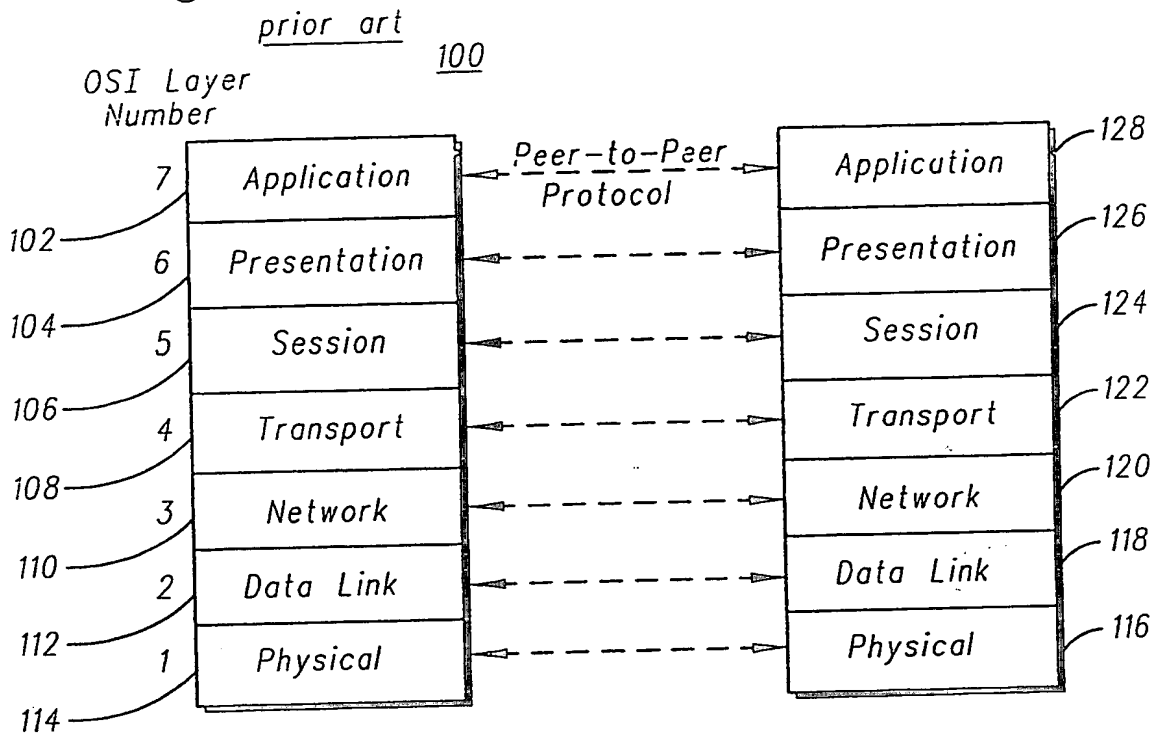 prior art
100
OSI Layer
Number
7 Application
Peer-to-Peer
Protocol
Application
128
102
6 Presentation
Presentation
126
104
5 Session
Session
124
106
4 Transport
Transport
122
108
3 Network
Network
120
110
2 Data Link
Data Link
118
112
1 Physical
Physical
116
114